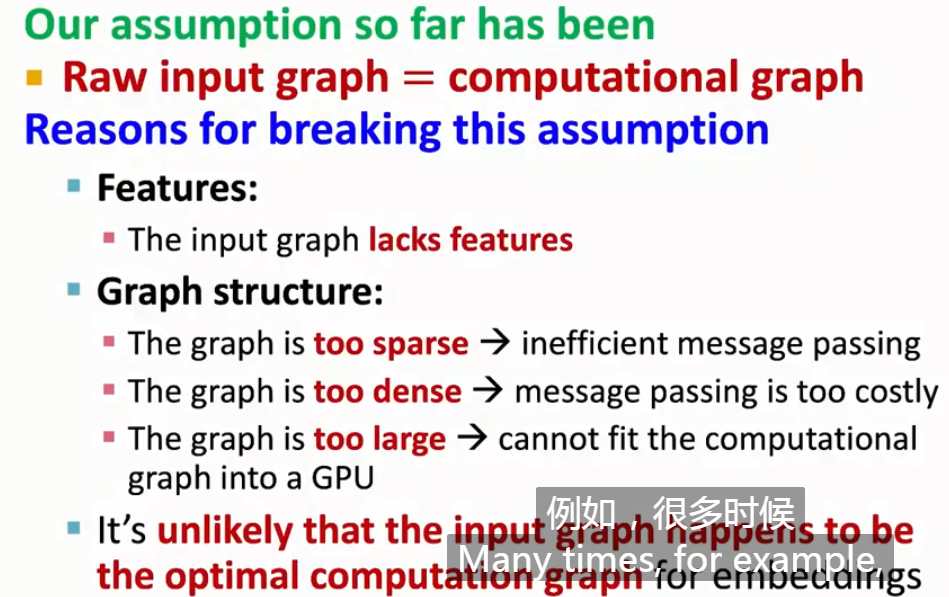 Our assumption so far has been
▪ Raw input graph = computational graph
Reasons for breaking this assumption
▪ Features:
▪ The input graph lacks features
▪ Graph structure:
▪ The graph is too sparse → inefficient message passing
▪ The graph is too dense → message passing is too costly
▪ The graph is too large → cannot fit the computational
graph into a GPU
▪ It's unlikely that the input graph happens to be
the optimal computation graph for embeddings
例如，很多时候
Many times, for example,